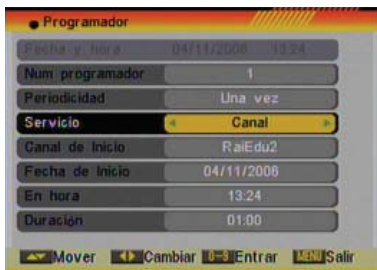 Programador
Fecha y hora 04/11/2006 13:24
Num programador 1
Periodicidad Una vez
Servicio Canal
Canal de Inicio RaiEdu2
Fecha de Inicio 04/11/2006
En hora 13:24
Duración 01:00
Mover Cambiar 0-9 Entrar MENU Salir